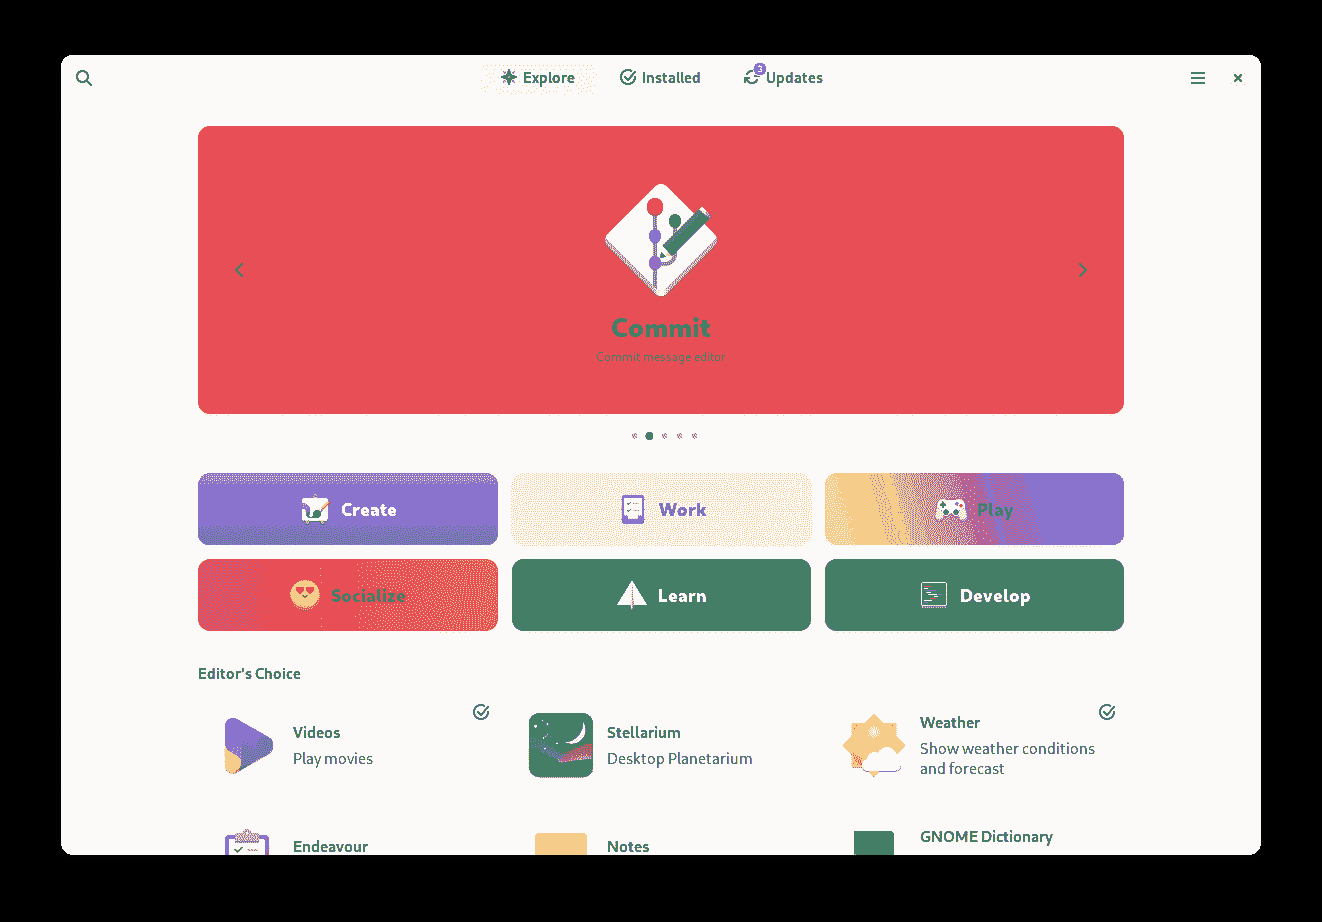 Explore
Installed
3
Updates
Commit
Commit message editor
Create
Work
Play
Socialize
Learn
Develop
Editor's Choice
Videos
Play movies
Stellarium
Desktop Planetarium
Weather
Show weather conditions
and forecast
Endeavour
Notes
GNOME Dictionary